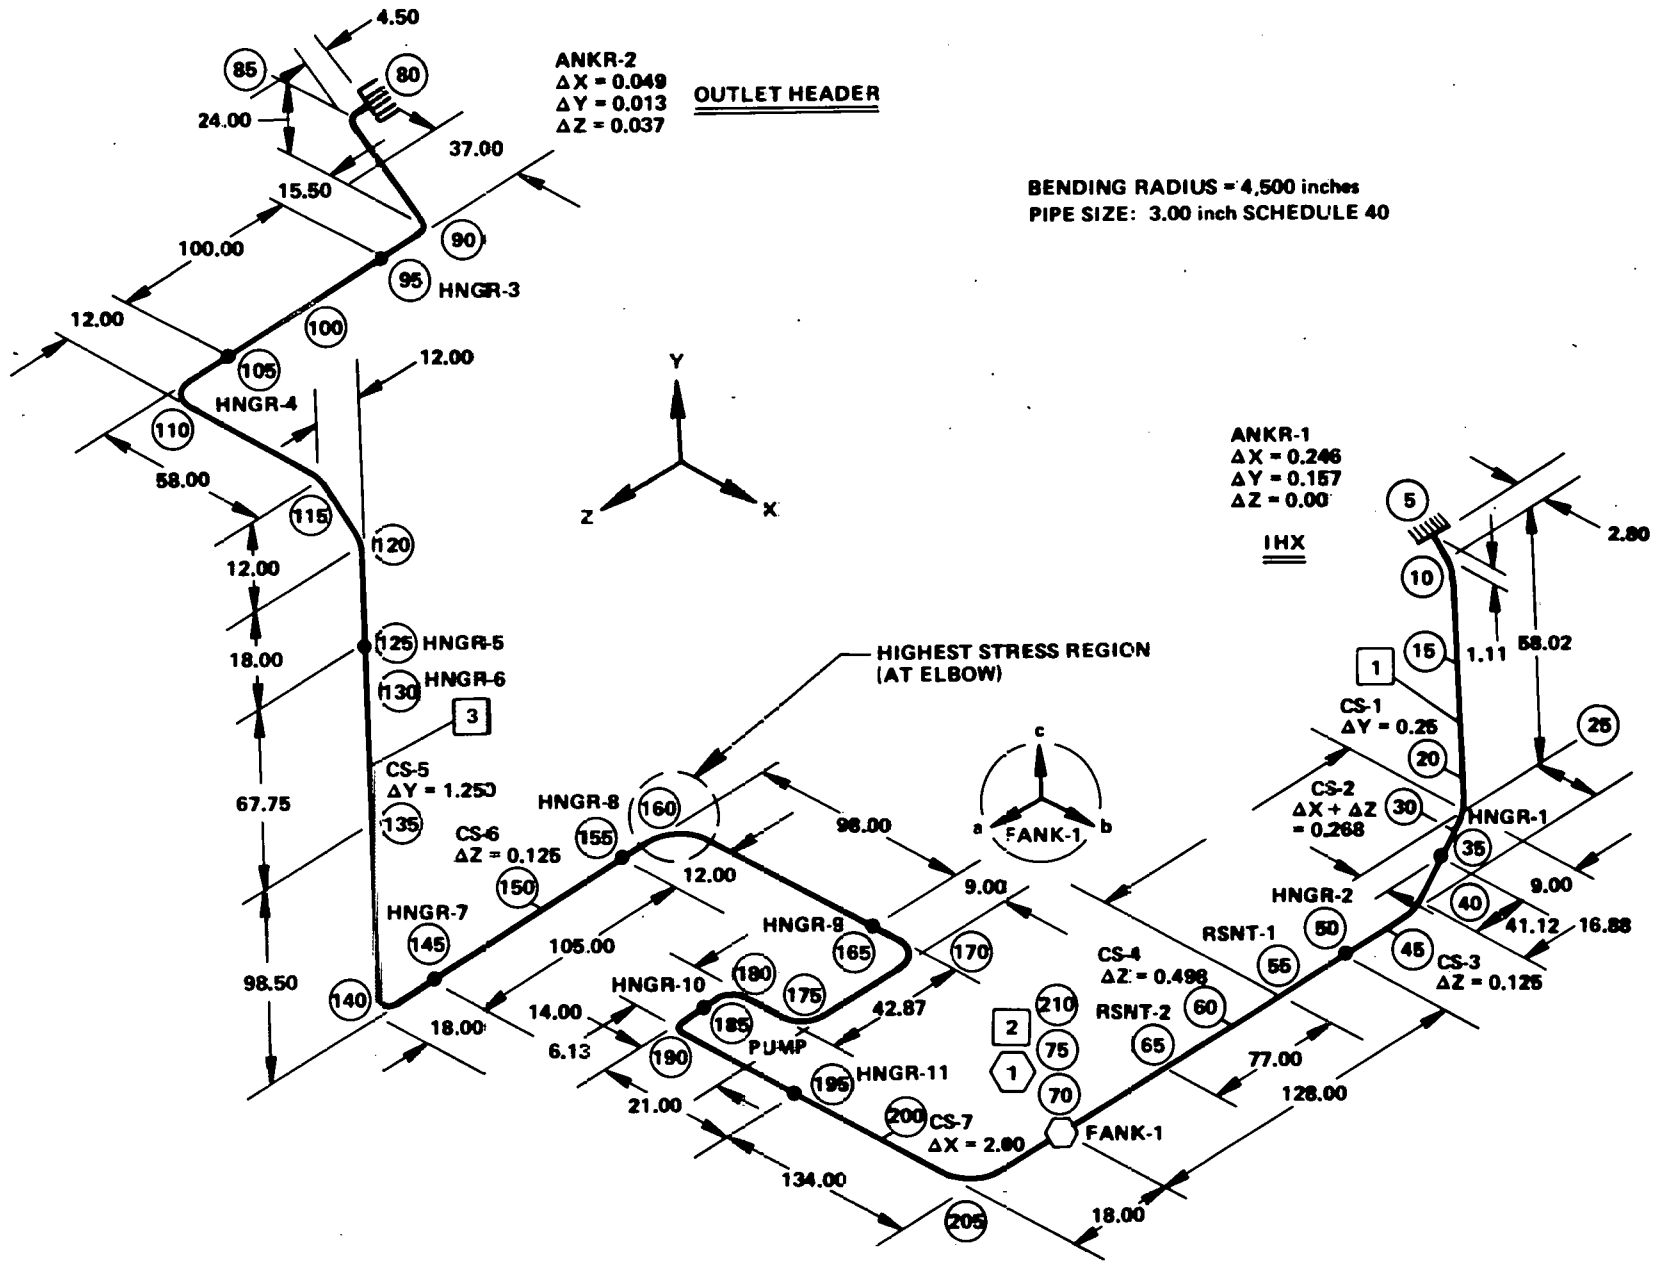 4.50
85
80
ANKR-2
ΔX = 0.049
ΔY = 0.013
ΔZ = 0.037
OUTLET HEADER
24.00
37.00
15.50
BENDING RADIUS = 4,500 inches
PIPE SIZE: 3.00 inch SCHEDULE 40
100.00
90
95
HNGR-3
12.00
100
105
HNGR-4
12.00
110
58.00
115
120
12.00
Y
Z
X
ANKR-1
ΔX = 0.246
ΔY = 0.157
ΔZ = 0.00
IHX
5
2.80
10
15
1.11
58.02
1
CS-1
ΔY = 0.25
20
25
125
HNGR-5
18.00
130
HNGR-6
3
HIGHEST STRESS REGION
(AT ELBOW)
CS-5
ΔY = 1.250
67.75
135
HNGR-8
160
155
CS-6
ΔZ = 0.125
150
98.00
12.00
c
a
b
FANK-1
CS-2
ΔX + ΔZ
= 0.268
30
HNGR-1
35
9.00
40
41.12
16.88
HNGR-7
145
105.00
9.00
HNGR-9
165
170
HNGR-2
50
RSNT-1
55
45
CS-3
ΔZ = 0.125
98.50
140
18.00
HNGR-10
180
175
42.87
14.00
6.13
185
PUMP
190
CS-4
ΔZ = 0.498
60
RSNT-2
65
210
2
75
1
70
77.00
128.00
21.00
195
HNGR-11
200
CS-7
ΔX = 2.00
FANK-1
134.00
205
18.00